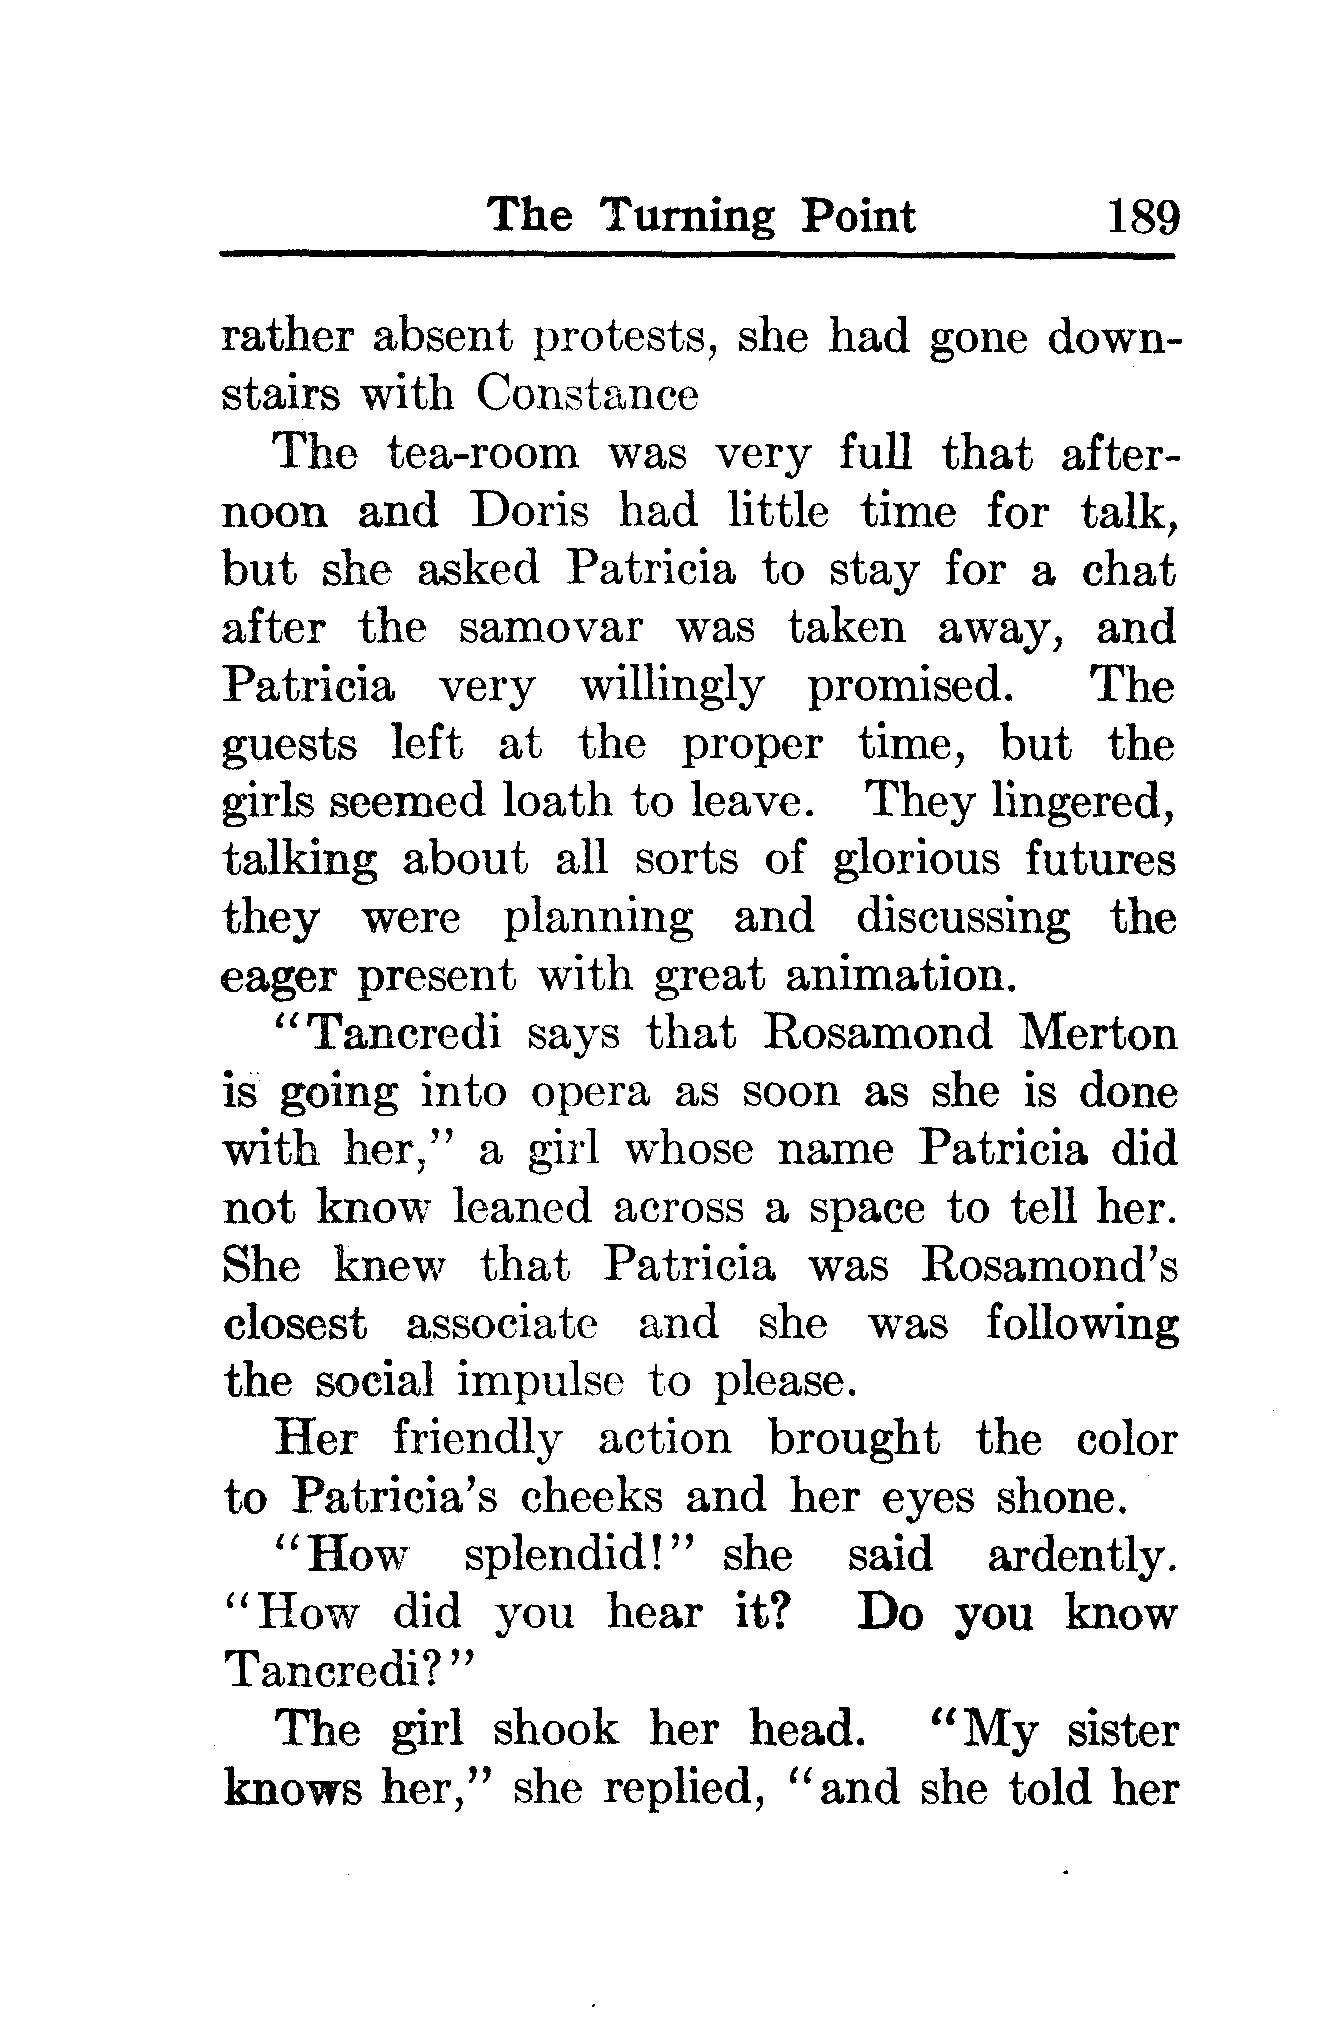 The Turning Point 189
rather absent protests, she had gone down-
stairs with Constance
The tea-room was very full that after-
noon and Doris had little time for talk,
but she asked Patricia to stay for a chat
after the samovar was taken away, and
Patricia very willingly promised. The
guests left at the proper time, but the
girls seemed loath to leave. They lingered,
talking about all sorts of glorious futures
they were planning and discussing the
eager present with great animation.
“Tancredi says that Rosamond Merton
is going into opera as soon as she is done
with her,” a girl whose name Patricia did
not know leaned across a space to tell her.
She knew that Patricia was Rosamond’s
closest associate and she was following
the social impulse to please.
Her friendly action brought the color
to Patricia’s cheeks and her eyes shone.
“How splendid!” she said ardently.
“How did you hear it? Do you know
Tancredi?”
The girl shook her head. “My sister
knows her,” she replied, “and she told her